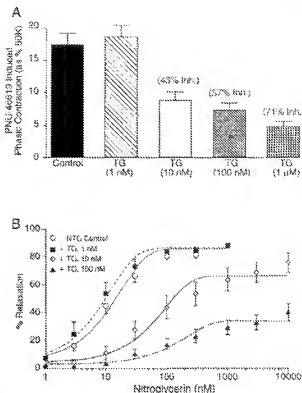 A
PNU-46619 Induced
Phasic Contraction (as % 60K)
25
20
15
10
5
0
(43% Inh.)
(57% Inh.)
(71% Inh.)
Control
TG
(1 nM)
TG
(10 nM)
TG
(100 nM)
TG
(1 µM)
B
NTG Control
+ TG, 1 nM
+ TG, 10 nM
+ TG, 100 nM
% Relaxation
100
80
60
40
20
0
1
10
100
1000
10000
Nitroglycerin (nM)